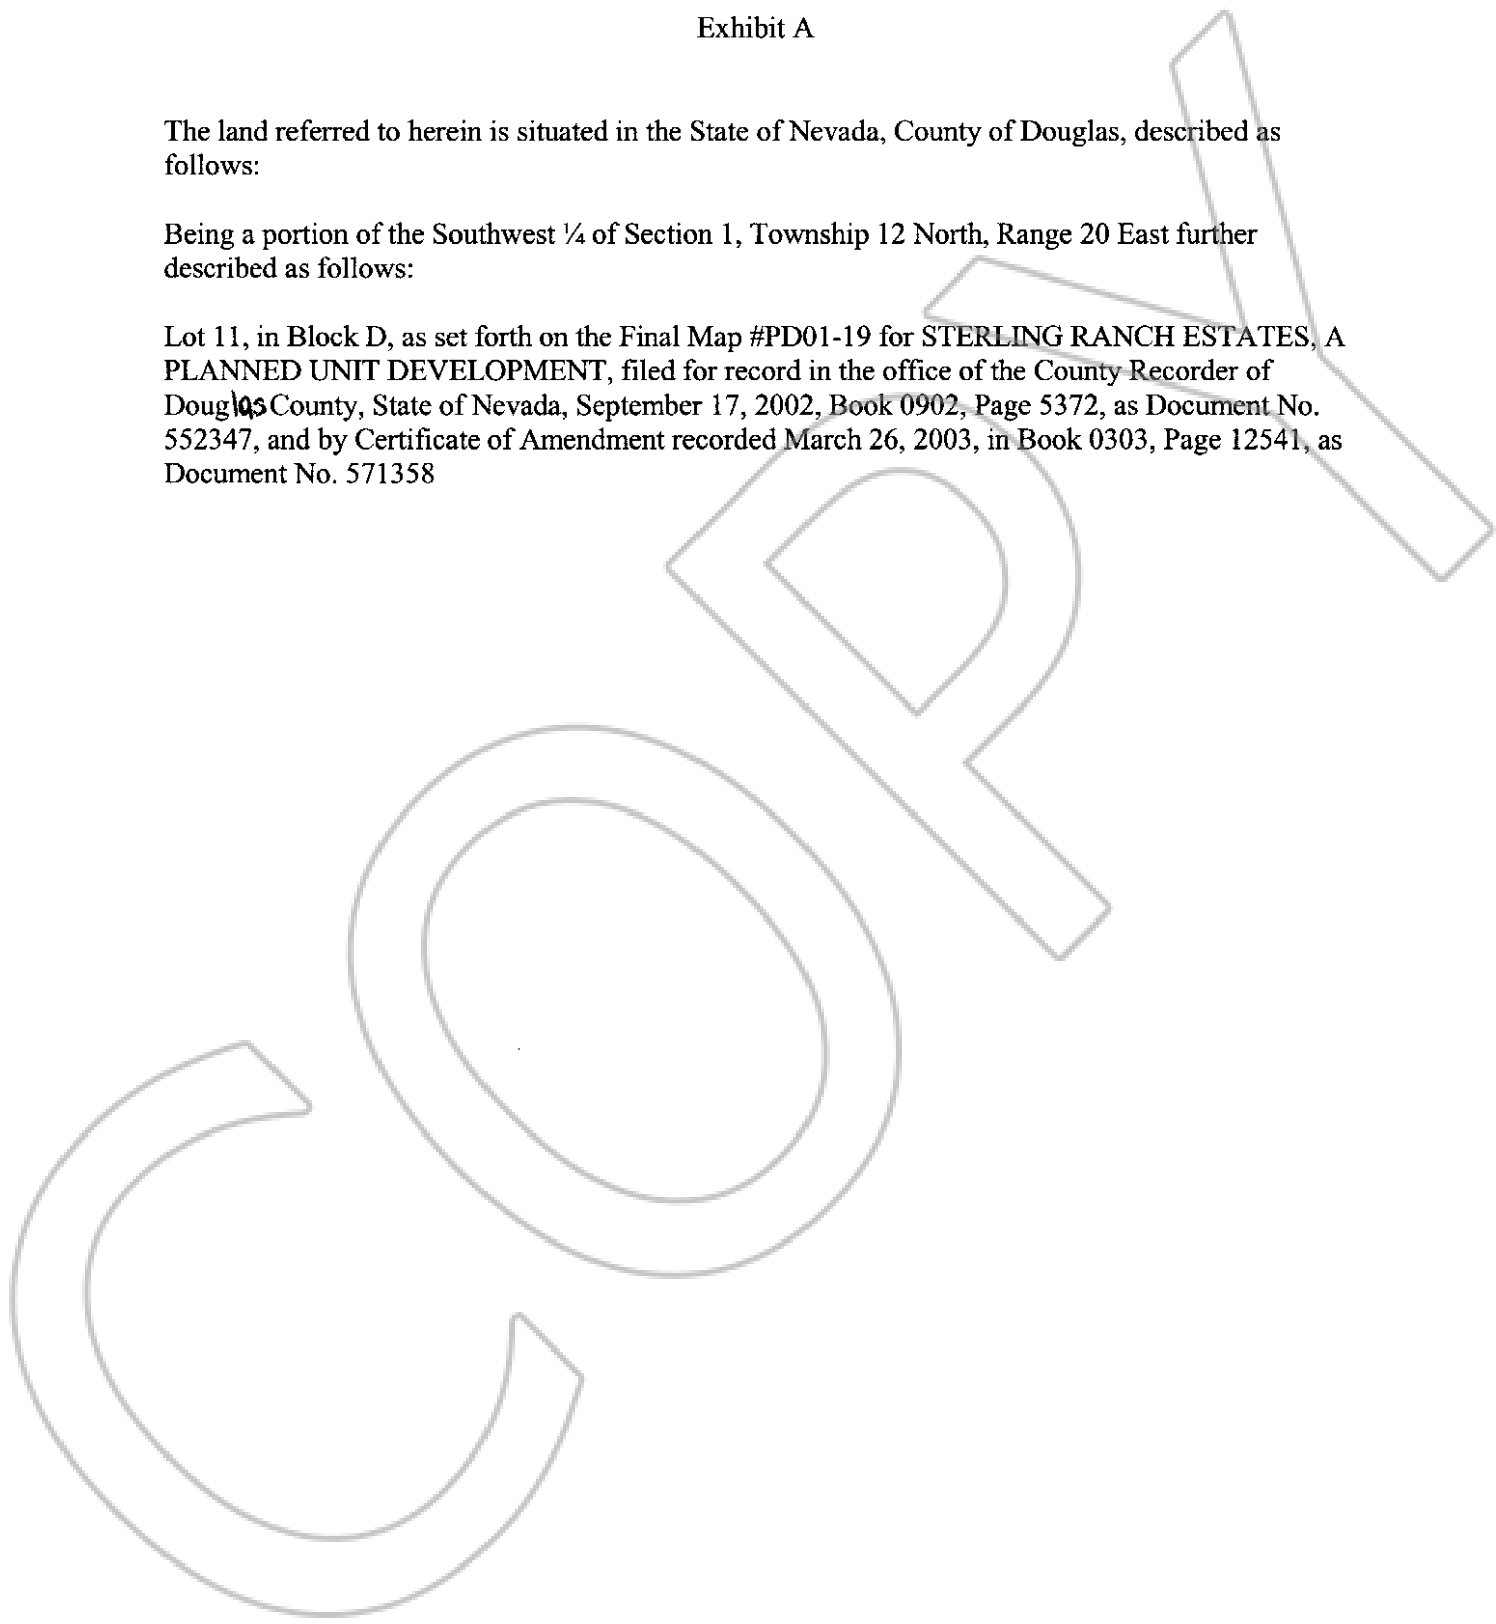 Exhibit A
The land referred to herein is situated in the State of Nevada, County of Douglas, described as
follows:
Being a portion of the Southwest ¼ of Section 1, Township 12 North, Range 20 East further
described as follows:
Lot 11, in Block D, as set forth on the Final Map #PD01-19 for STERLING RANCH ESTATES, A
PLANNED UNIT DEVELOPMENT, filed for record in the office of the County Recorder of
Douglas County, State of Nevada, September 17, 2002, Book 0902, Page 5372, as Document No.
552347, and by Certificate of Amendment recorded March 26, 2003, in Book 0303, Page 12541, as
Document No. 571358
COPY